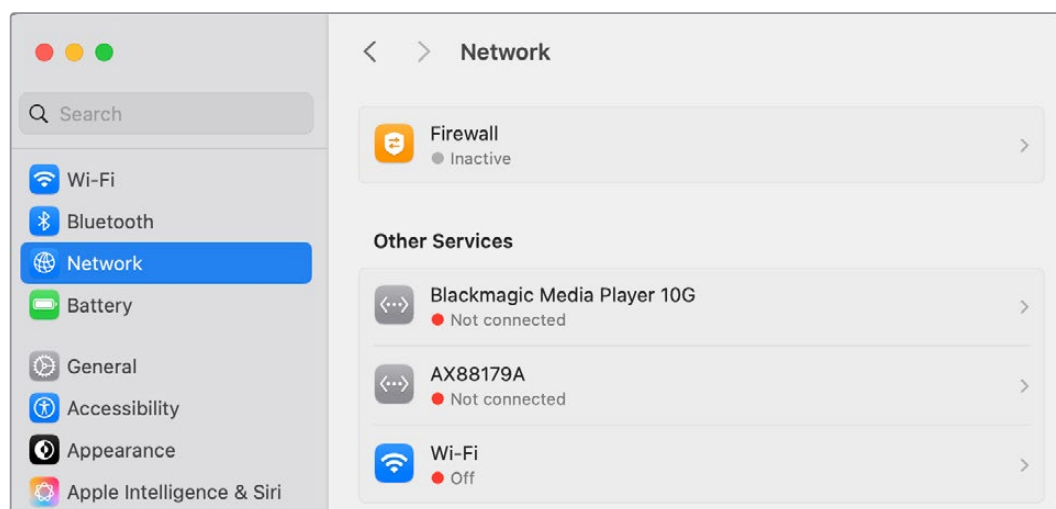 Search
Wi-Fi
Bluetooth
Network
Battery
General
Accessibility
Appearance
Apple Intelligence & Siri
Network
Firewall
Inactive
Other Services
Blackmagic Media Player 10G
Not connected
AX88179A
Not connected
Wi-Fi
Off